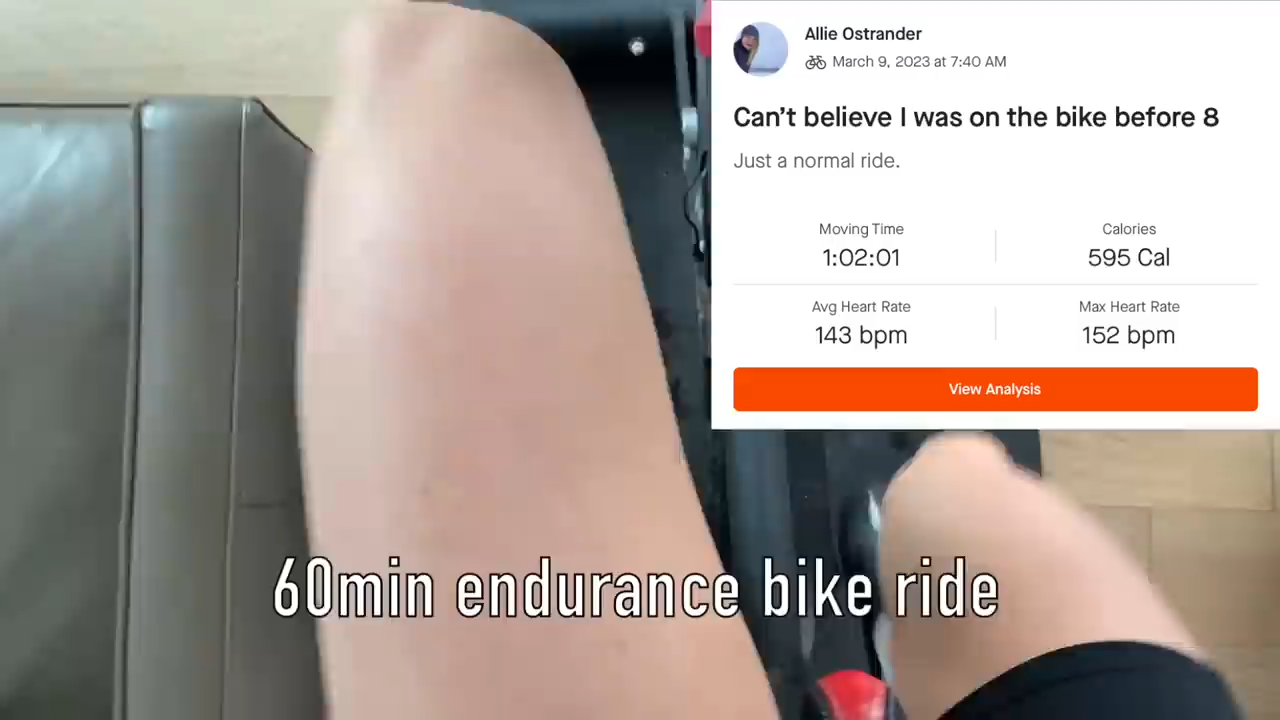 Allie Ostrander
March 9, 2023 at 7:40 AM
Can't believe I was on the bike before 8
Just a normal ride.
Moving Time
Calories
1:02:01
595 Cal
Avg Heart Rate
Max Heart Rate
143 bpm
152 bpm
View Analysis
60min endurance bike ride